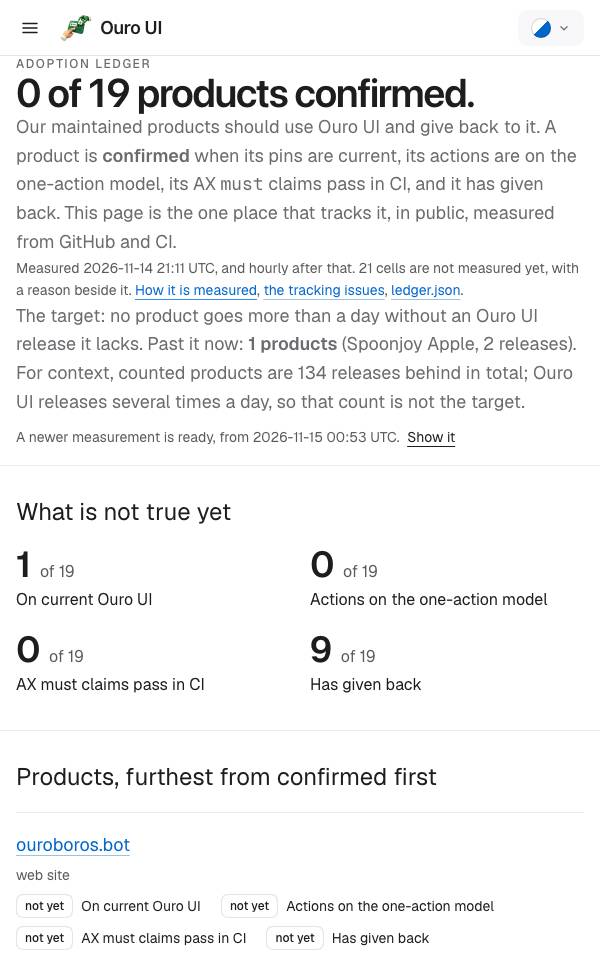 Ouro UI
ADOPTION LEDGER
0 of 19 products confirmed.
Our maintained products should use Ouro UI and give back to it. A
product is confirmed when its pins are current, its actions are on the
one-action model, its AX must claims pass in CI, and it has given
back. This page is the one place that tracks it, in public, measured
from GitHub and CI.
Measured 2026-11-14 21:11 UTC, and hourly after that. 21 cells are not measured yet, with
a reason beside it. How it is measured, the tracking issues, ledger.json.
The target: no product goes more than a day without an Ouro UI
release it lacks. Past it now: 1 products (Spoonjoy Apple, 2 releases).
For context, counted products are 134 releases behind in total; Ouro
UI releases several times a day, so that count is not the target.
A newer measurement is ready, from 2026-11-15 00:53 UTC. Show it
What is not true yet
1 of 19
On current Ouro UI
0 of 19
Actions on the one-action model
0 of 19
AX must claims pass in CI
9 of 19
Has given back
Products, furthest from confirmed first
ouroboros.bot
web site
not yet On current Ouro UI not yet Actions on the one-action model
not yet AX must claims pass in CI not yet Has given back